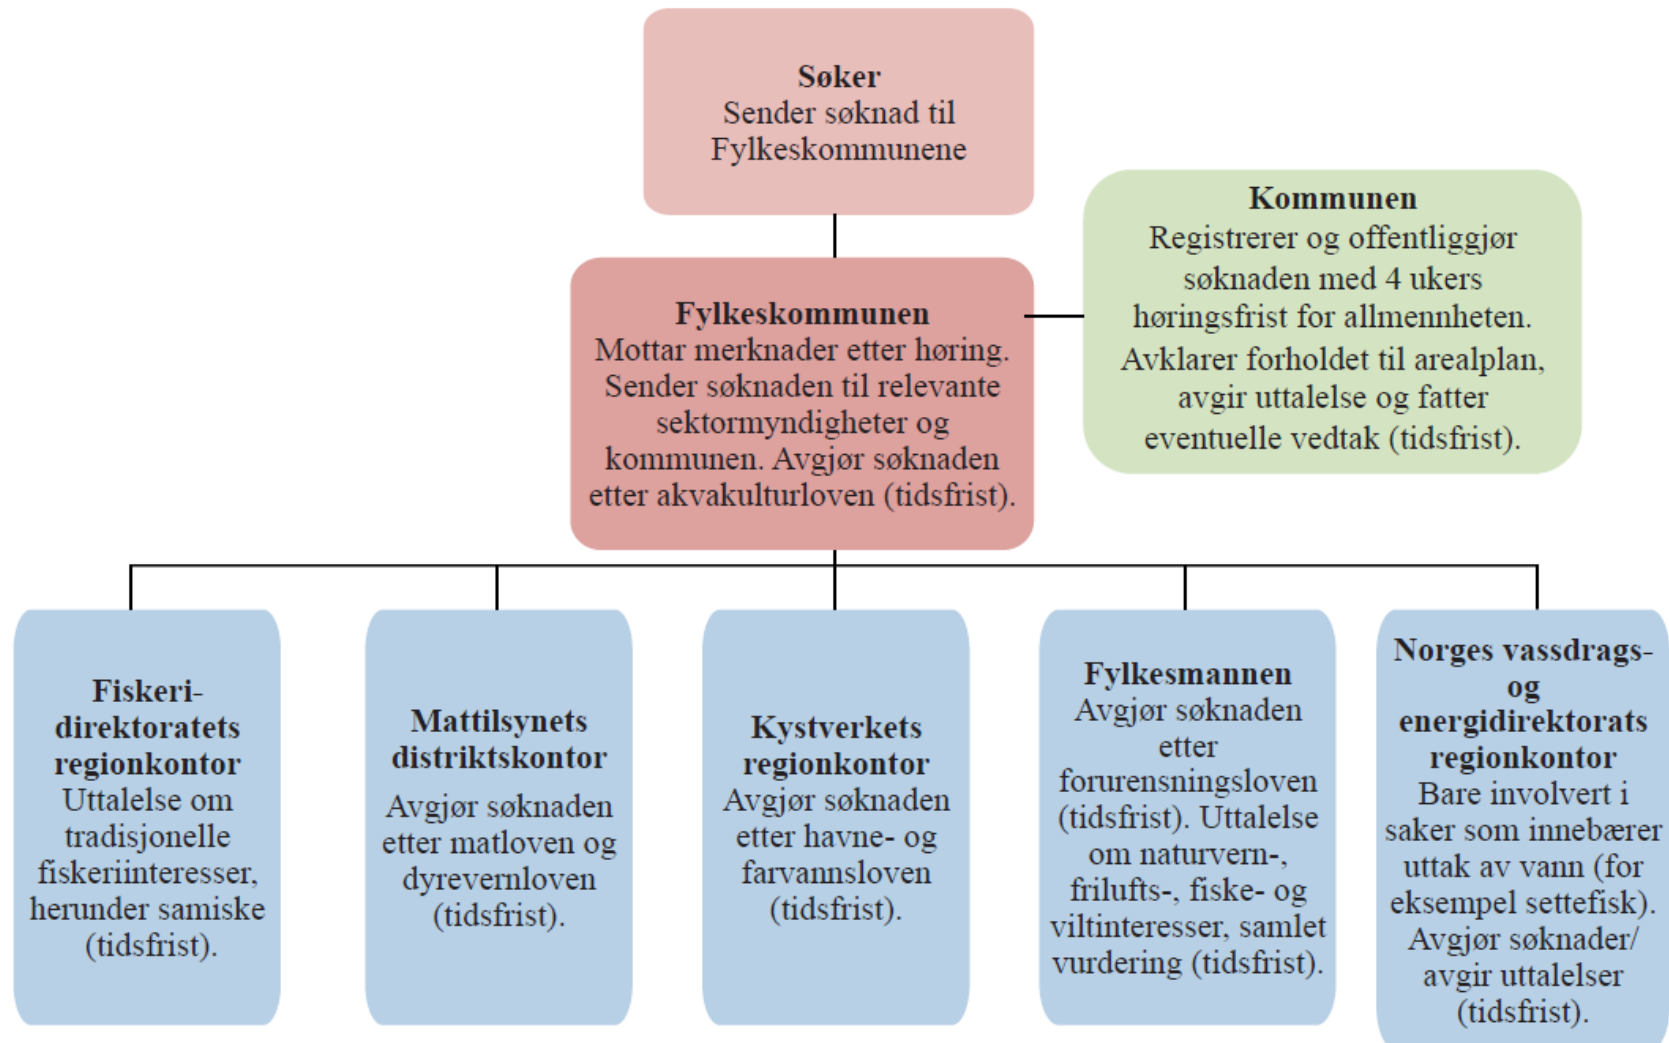 Søker
Sender søknad til
Fylkeskommunene
Kommunen
Registrerer og offentliggjør
søknaden med 4 ukers
høringsfrist for allmennheten.
Avklarer forholdet til arealplan,
avgir uttalelse og fatter
eventuelle vedtak (tidsfrist).
Fylkeskommunen
Mottar merknader etter høring.
Sender søknaden til relevante
sektormyndigheter og
kommunen. Avgjør søknaden
etter akvakulturloven (tidsfrist).
Fiskeri-
direktoratets
regionkontor
Uttalelse om
tradisjonelle
fiskeriinteresser,
herunder samiske
(tidsfrist).
Mattilsynets
distriktskontor
Avgjør søknaden
etter matloven og
dyrevernloven
(tidsfrist).
Kystverkets
regionkontor
Avgjør søknaden
etter havne- og
farvannsloven
(tidsfrist).
Fylkesmannen
Avgjør søknaden
etter
forurensningsloven
(tidsfrist). Uttalelse
om naturvern-,
frilufts-, fiske- og
viltinteresser, samlet
vurdering (tidsfrist).
Norges vassdrags-
og
energidirektorats
regionkontor
Bare involvert i
saker som innebærer
uttak av vann (for
eksempel settefisk).
Avgjør søknader/
avgir uttalelser
(tidsfrist).